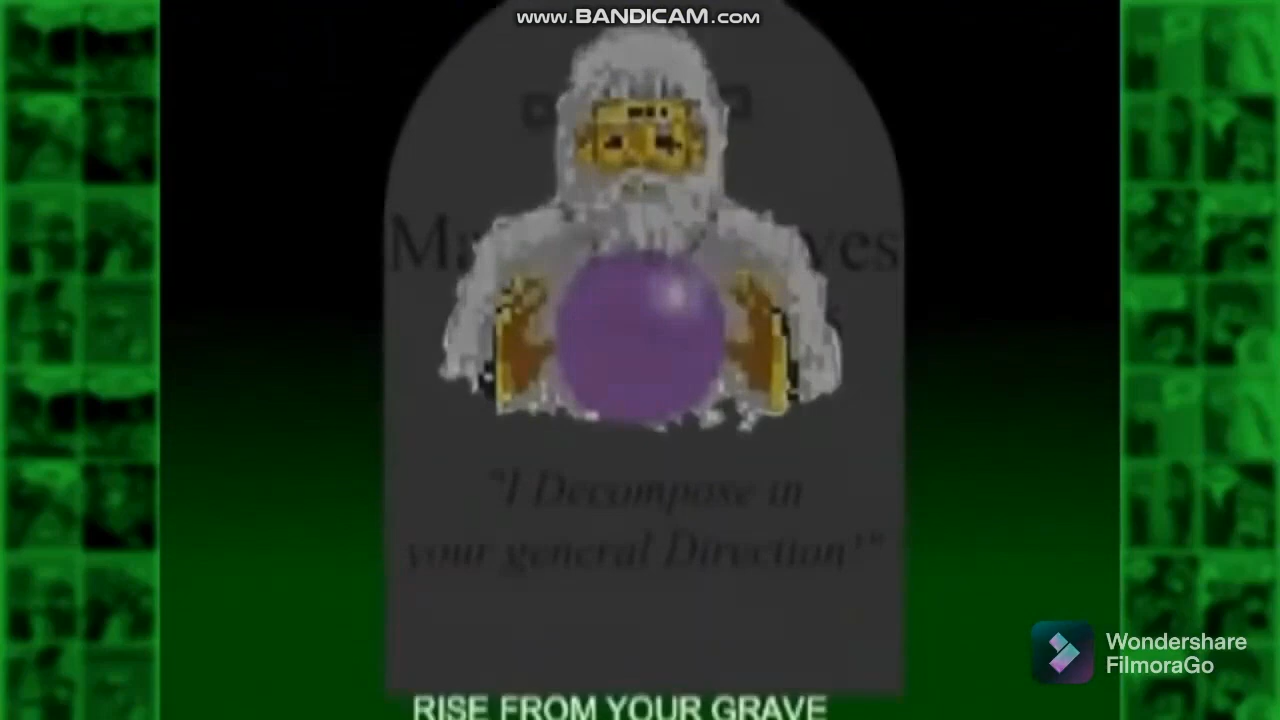 www.BANDICAM.com
"I Decompose in
your general Direction!"
Wondershare
FilmoraGo
RISE FROM YOUR GRAVE